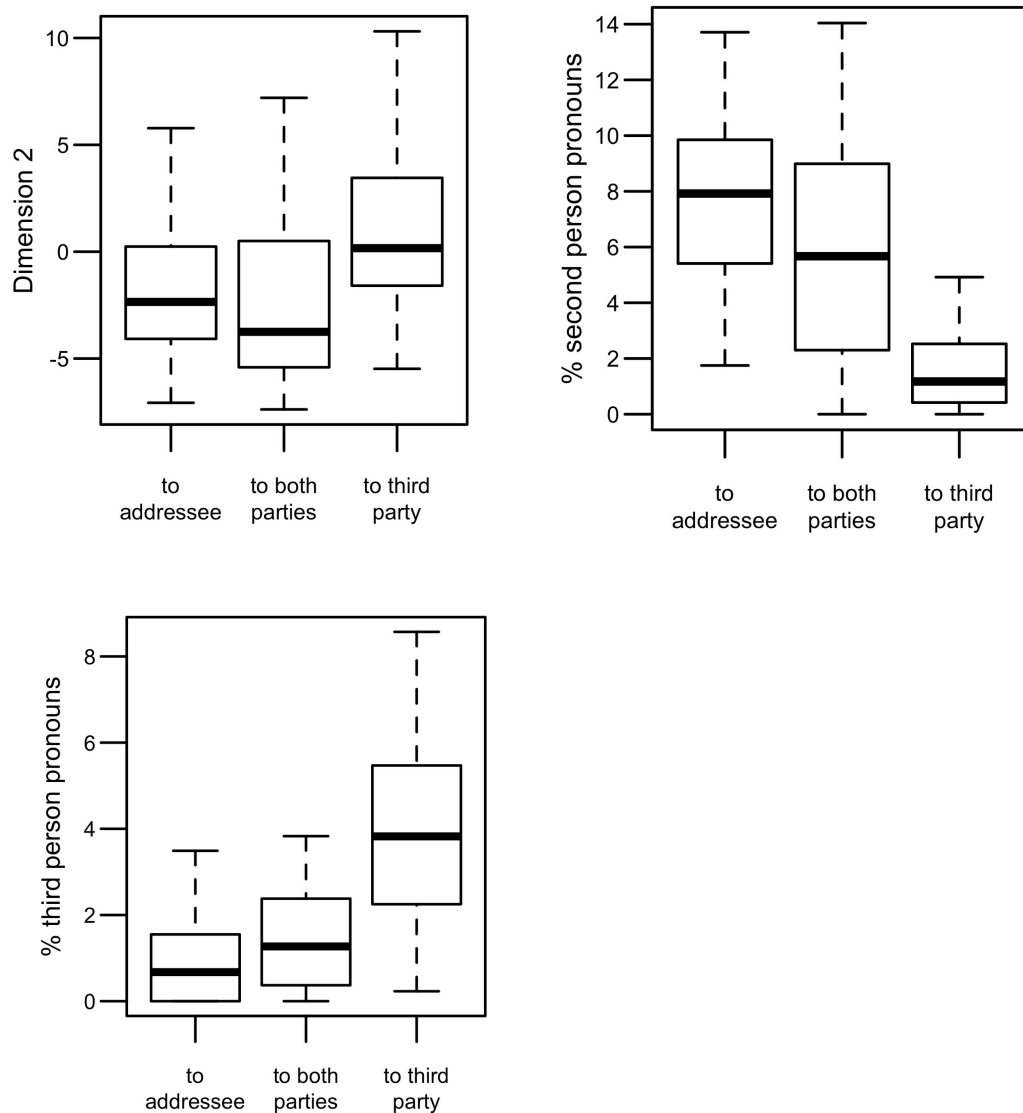 Dimension 2
10
5
0
-5
to
addressee
to both
parties
to third
party
% second person pronouns
14
12
10
8
6
4
2
0
to
addressee
to both
parties
to third
party
% third person pronouns
8
6
4
2
0
to
addressee
to both
parties
to third
party